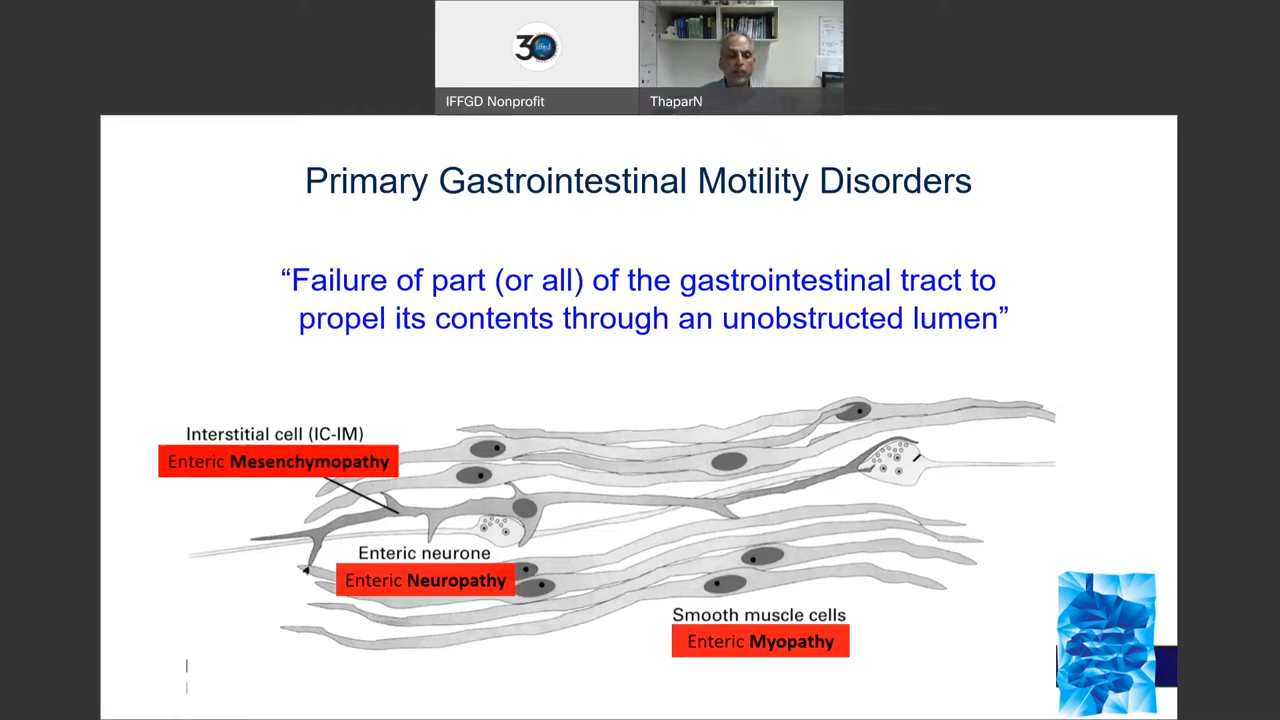 30
iffgd
IFFGD Nonprofit
ThaparN
Primary Gastrointestinal Motility Disorders
“Failure of part (or all) of the gastrointestinal tract to
propel its contents through an unobstructed lumen”
Interstitial cell (IC-IM)
Enteric Mesenchymopathy
Enteric neurone
Enteric Neuropathy
Smooth muscle cells
Enteric Myopathy